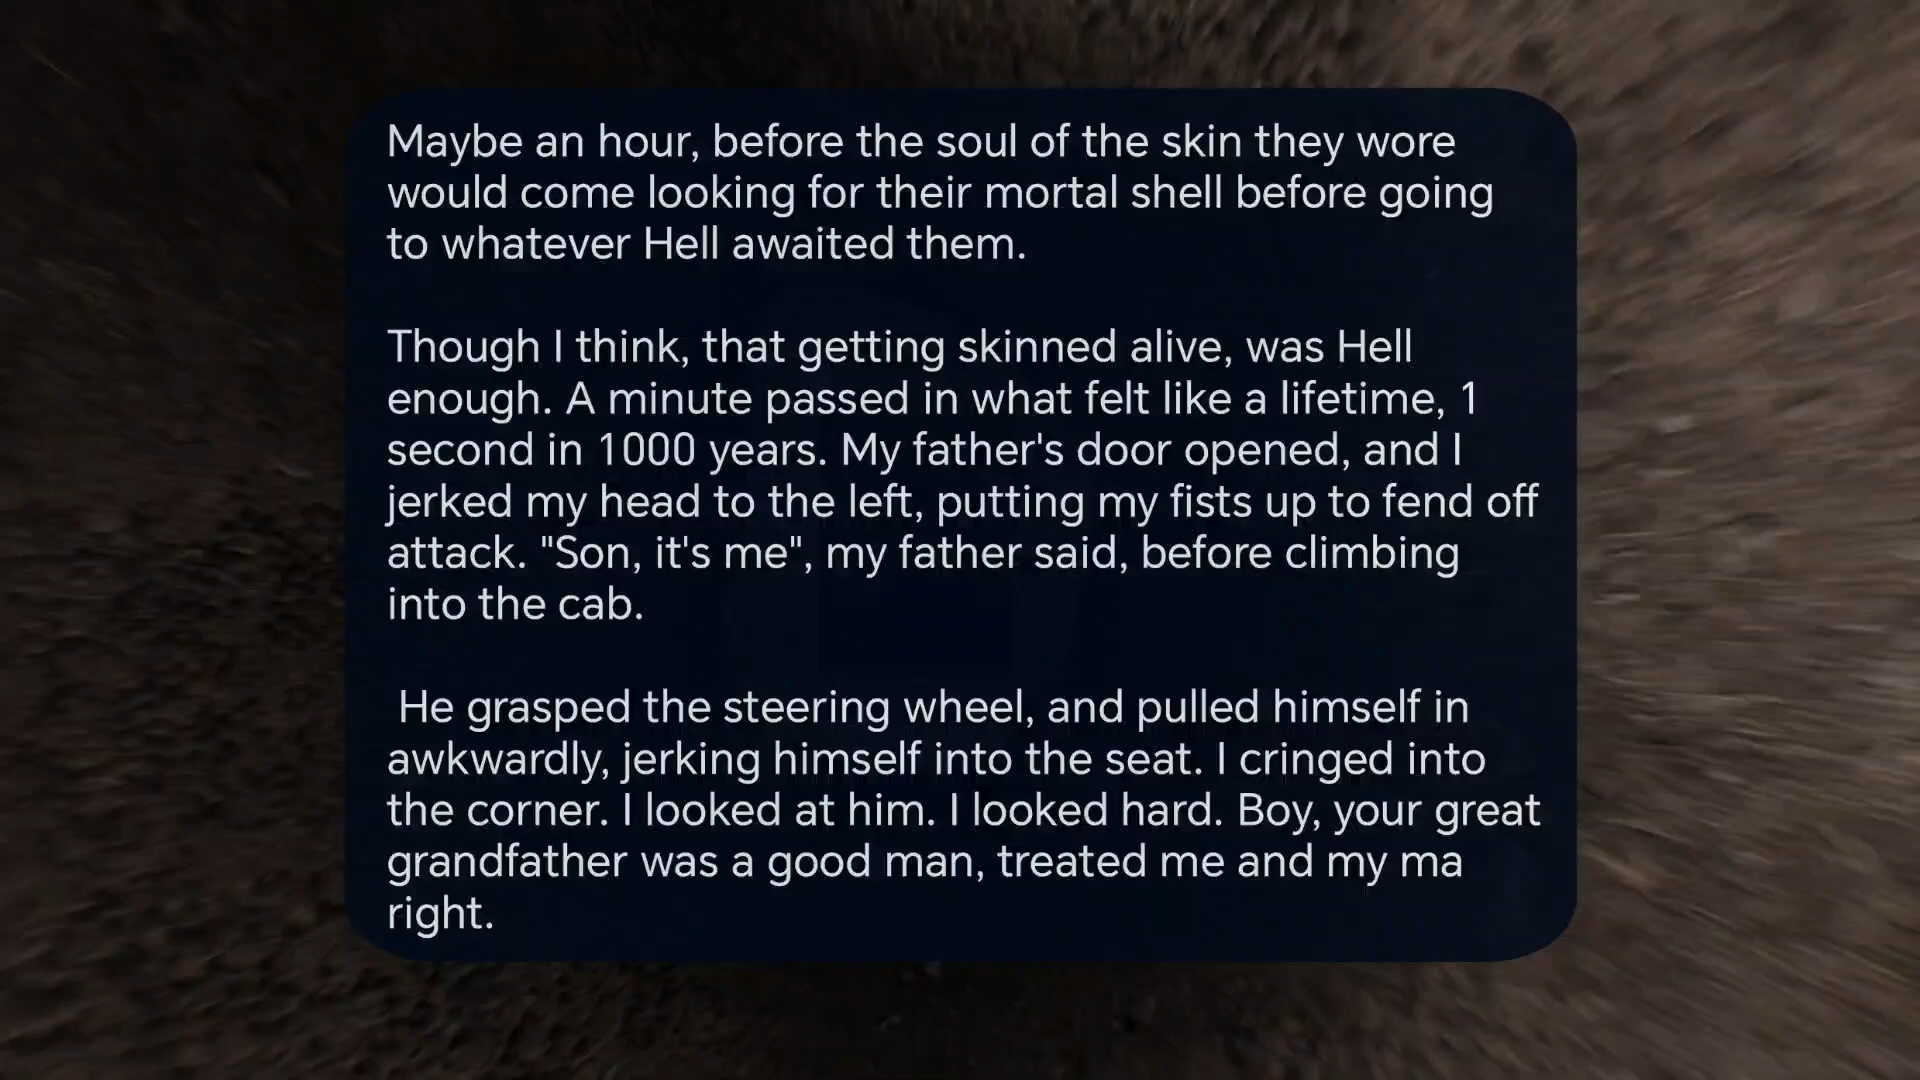 Maybe an hour, before the soul of the skin they wore
would come looking for their mortal shell before going
to whatever Hell awaited them.
Though I think, that getting skinned alive, was Hell
enough. A minute passed in what felt like a lifetime, 1
second in 1000 years. My father's door opened, and I
jerked my head to the left, putting my fists up to fend off
attack. "Son, it's me", my father said, before climbing
into the cab.
He grasped the steering wheel, and pulled himself in
awkwardly, jerking himself into the seat. I cringed into
the corner. I looked at him. I looked hard. Boy, your great
grandfather was a good man, treated me and my ma
right.